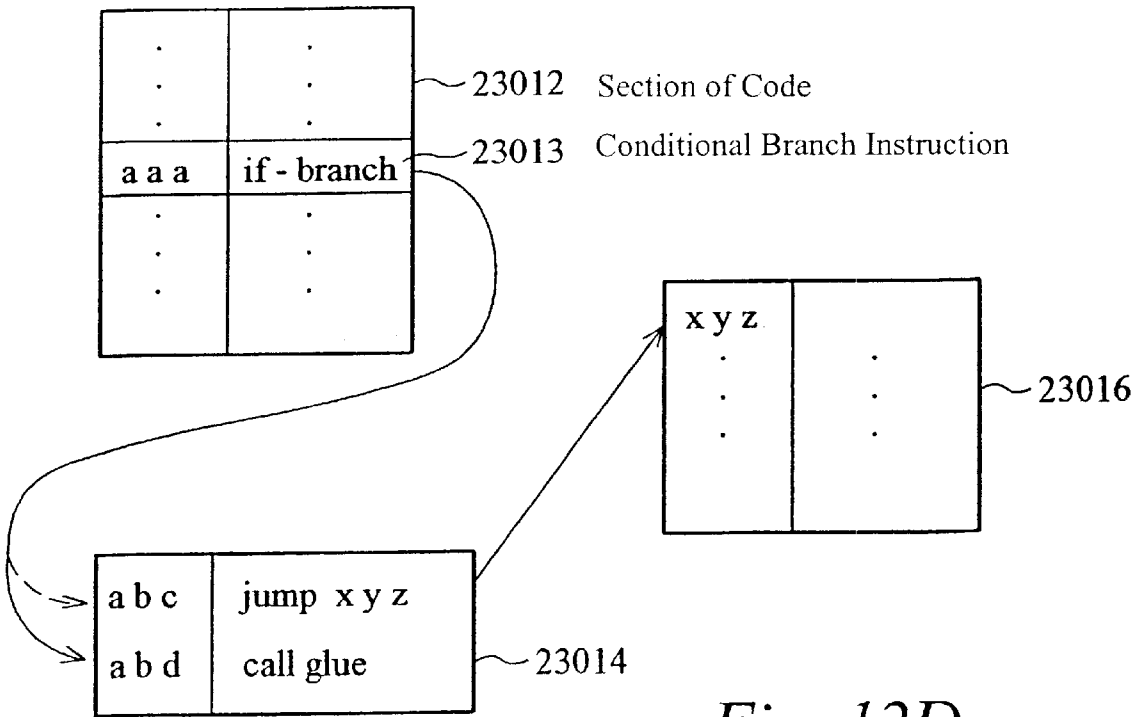 23012 Section of Code
a a a if - branch 23013 Conditional Branch Instruction
x y z
23016
a b c jump x y z
a b d call glue
23014